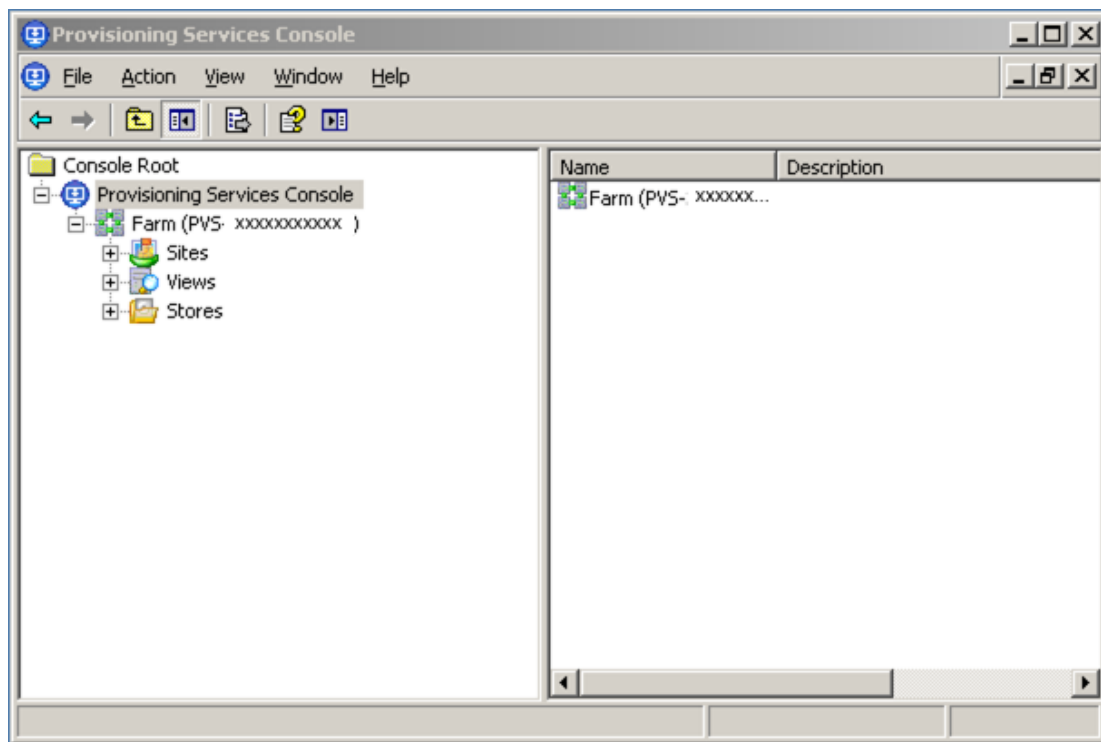 Provisioning Services Console
File Action View Window Help
Console Root
Provisioning Services Console
Farm (PVS- xxxxxxxxxxx )
Sites
Views
Stores
Name Description
Farm (PVS- xxxxxx...